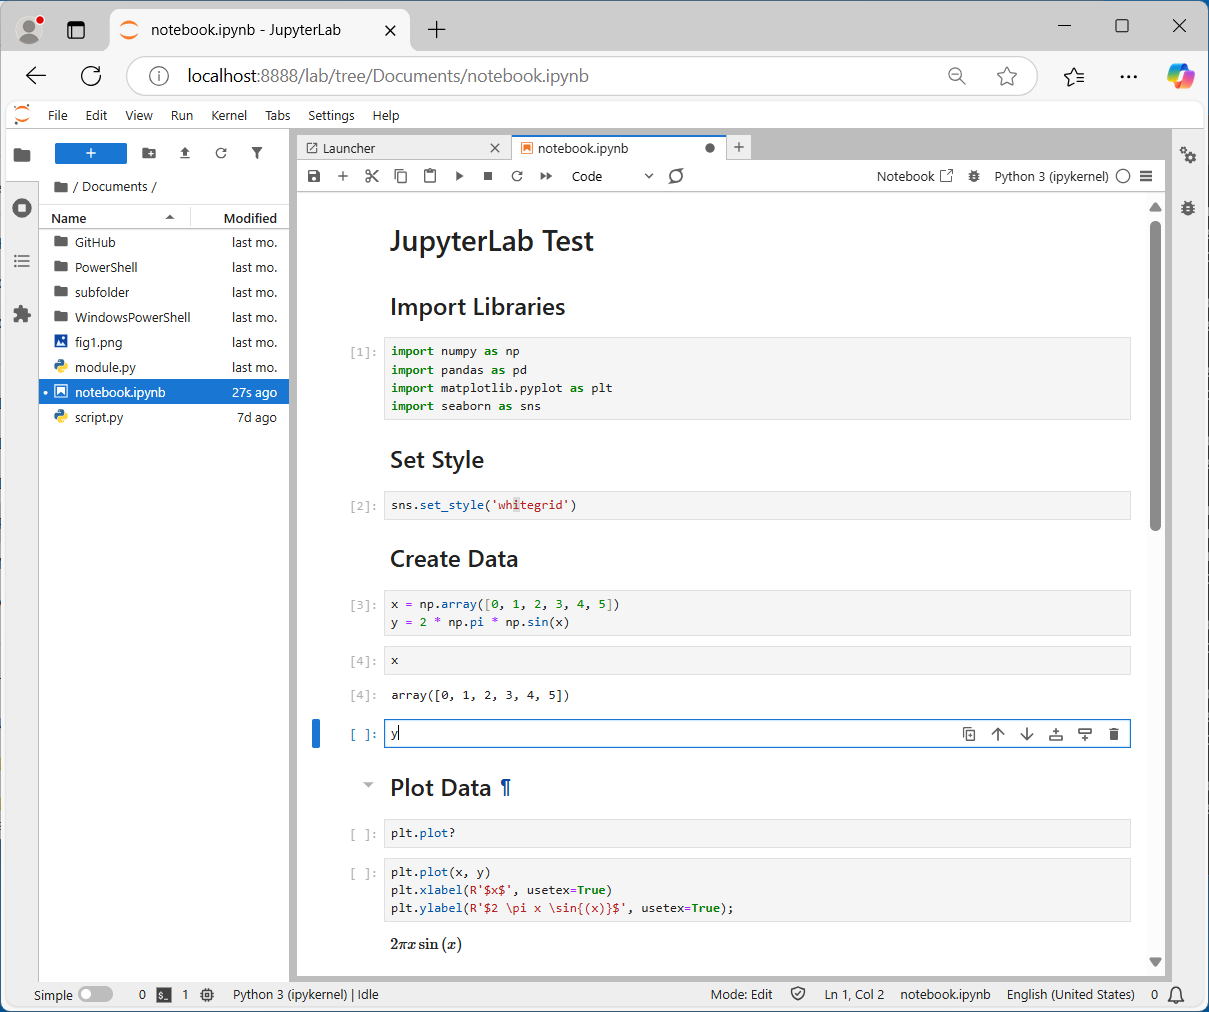 notebook.ipynb - JupyterLab
localhost:8888/lab/tree/Documents/notebook.ipynb
File Edit View Run Kernel Tabs Settings Help
Launcher
notebook.ipynb
/ Documents /
Code
Notebook
Python 3 (ipykernel)
Name Modified
GitHub last mo.
PowerShell last mo.
subfolder last mo.
WindowsPowerShell last mo.
fig1.png last mo.
module.py last mo.
notebook.ipynb 27s ago
script.py 7d ago
JupyterLab Test
Import Libraries
[1]: import numpy as np
import pandas as pd
import matplotlib.pyplot as plt
import seaborn as sns
Set Style
[2]: sns.set_style('whitegrid')
Create Data
[3]: x = np.array([0, 1, 2, 3, 4, 5])
y = 2 * np.pi * np.sin(x)
[4]: x
[4]: array([0, 1, 2, 3, 4, 5])
[ ]: y
Plot Data ¶
[ ]: plt.plot?
[ ]: plt.plot(x, y)
plt.xlabel(R'$x$', usetex=True)
plt.ylabel(R'$2 \pi x \sin{(x)}$', usetex=True);
2πx sin (x)
Simple 0 1 Python 3 (ipykernel) | Idle Mode: Edit Ln 1, Col 2 notebook.ipynb English (United States) 0